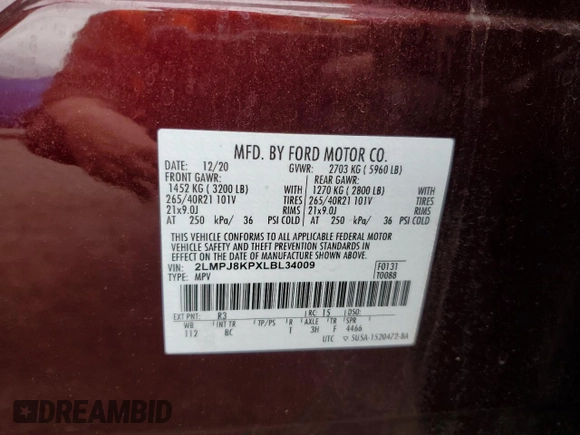 MFD. BY FORD MOTOR CO.
DATE: 12/20 GVWR: 2703 KG ( 5960 LB)
FRONT GAWR: REAR GAWR:
1452 KG ( 3200 LB) WITH 1270 KG ( 2800 LB) WITH
265/40R21 101V TIRES 265/40R21 101V TIRES
21x9.0J RIMS 21x9.0J RIMS
AT 250 kPa/ 36 PSI COLD AT 250 kPa/ 36 PSI COLD
THIS VEHICLE CONFORMS TO ALL APPLICABLE FEDERAL MOTOR
VEHICLE SAFETY AND THEFT PREVENTION STANDARDS IN
EFFECT ON THE DATE OF MANUFACTURE SHOWN ABOVE.
VIN: 2LMPJ8KPXLBL34009 F0131
TYPE: MPV T0088
EXT PNT: R3 RC: 15 DSO:
WB INT TR TP/PS R AXLE TR SPR
112 8C 1 3H F 4466
UTC
DREAMBID